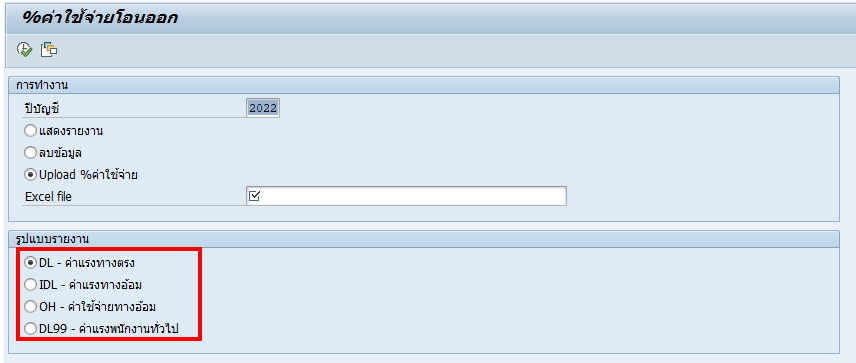 %ค่าใช้จ่ายโอนออก
การทำงาน
ปีบัญชี 2022
แสดงรายงาน
ลบข้อมูล
Upload %ค่าใช้จ่าย
Excel file
รูปแบบรายงาน
DL - ค่าแรงทางตรง
IDL - ค่าแรงทางอ้อม
OH - ค่าใช้จ่ายทางอ้อม
DL99 - ค่าแรงพนักงานทั่วไป